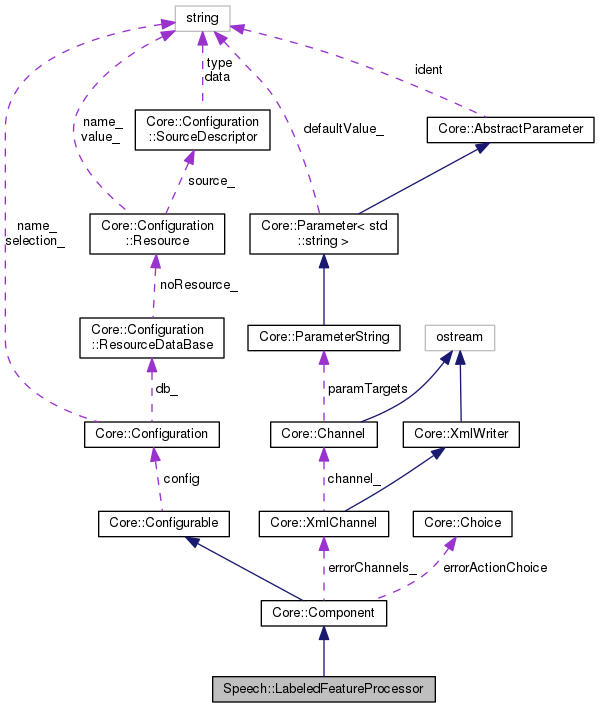 string
type
data
ident
name_
value_
Core::Configuration
::SourceDescriptor
defaultValue_
Core::AbstractParameter
source_
name_
selection_
Core::Configuration
::Resource
Core::Parameter< std
::string >
noResource_
Core::Configuration
::ResourceDataBase
Core::ParameterString
ostream
db_
paramTargets
Core::Configuration
Core::Channel
Core::XmlWriter
config
channel_
Core::Configurable
Core::XmlChannel
Core::Choice
errorChannels_
errorActionChoice
Core::Component
Speech::LabeledFeatureProcessor